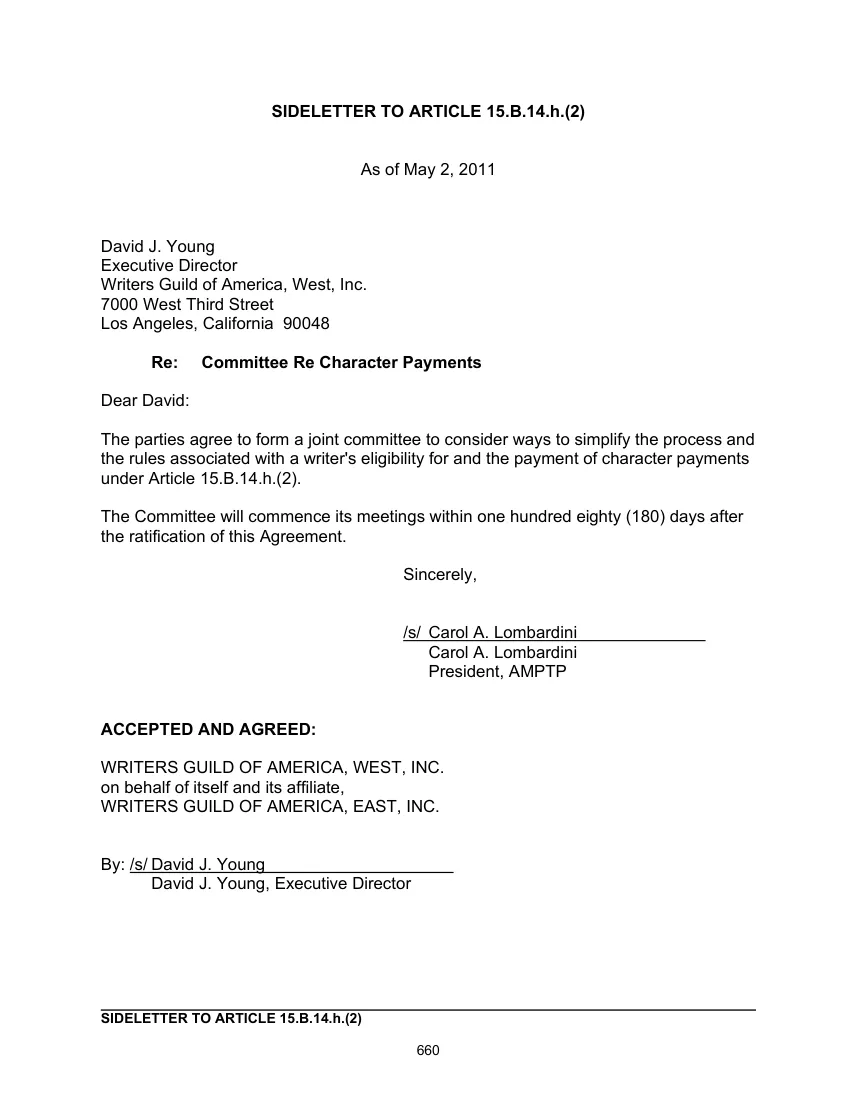 SIDELETTER TO ARTICLE 15.B.14.h.(2)
As of May 2, 2011
David J. Young
Executive Director
Writers Guild of America, West, Inc.
7000 West Third Street
Los Angeles, California  90048
Re: Committee Re Character Payments
Dear David:
The parties agree to form a joint committee to consider ways to simplify the process and
the rules associated with a writer's eligibility for and the payment of character payments
under Article 15.B.14.h.(2).
The Committee will commence its meetings within one hundred eighty (180) days after
the ratification of this Agreement.
Sincerely,
/s/ Carol A. Lombardini
Carol A. Lombardini
President, AMPTP
ACCEPTED AND AGREED:
WRITERS GUILD OF AMERICA, WEST, INC.
on behalf of itself and its affiliate,
WRITERS GUILD OF AMERICA, EAST, INC.
By: /s/ David J. Young
David J. Young, Executive Director
SIDELETTER TO ARTICLE 15.B.14.h.(2)
660